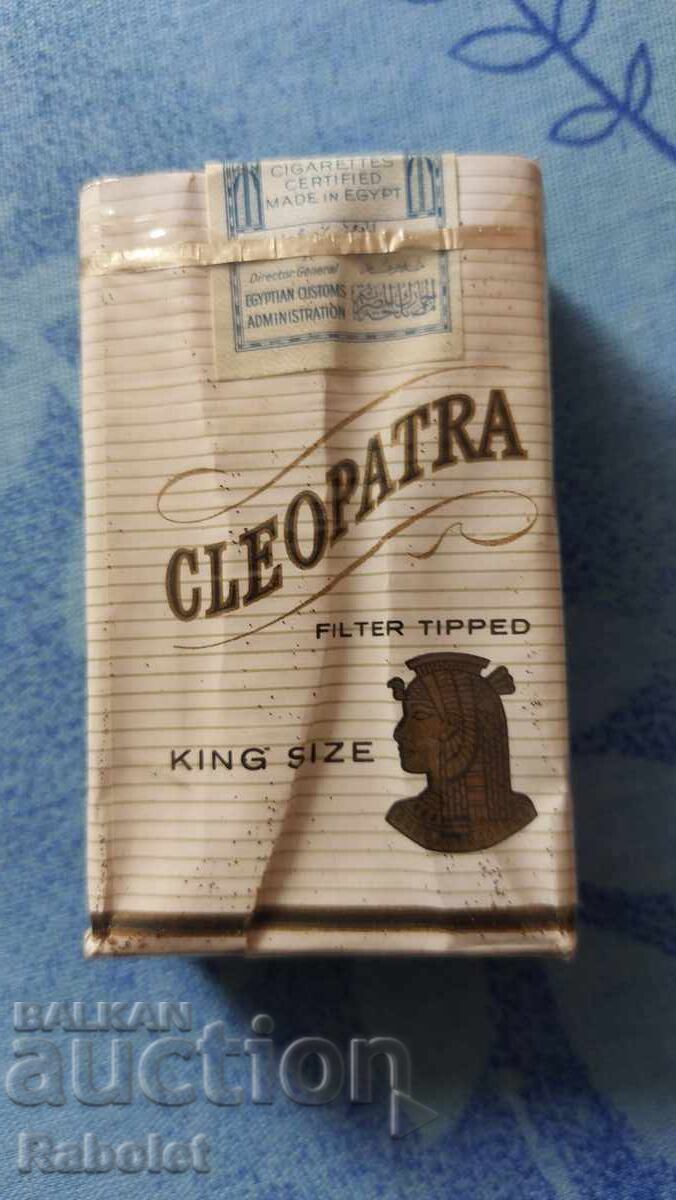 CIGARETTES
CERTIFIED
MADE IN EGYPT
Director General
EGYPTIAN CUSTOMS
ADMINISTRATION
CLEOPATRA
FILTER TIPPED
KING SIZE
BALKAN
auction
Rabolet